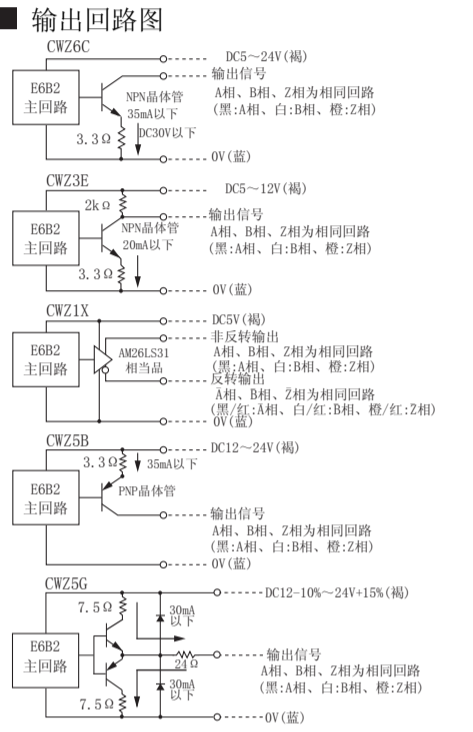 ■ 输出回路图
CWZ6C
E6B2
主回路
NPN晶体管
35mA以下
3.3Ω
DC30V以下
DC5～24V(褐)
输出信号
A相、B相、Z相为相同回路
(黑:A相、白:B相、橙:Z相)
0V(蓝)
CWZ3E
E6B2
主回路
2kΩ
NPN晶体管
20mA以下
3.3Ω
DC5～12V(褐)
输出信号
A相、B相、Z相为相同回路
(黑:A相、白:B相、橙:Z相)
0V(蓝)
CWZ1X
E6B2
主回路
AM26LS31
相当品
DC5V(褐)
非反转输出
A相、B相、Z相为相同回路
(黑:A相、白:B相、橙:Z相)
反转输出
Ā相、B相、Z̄相为相同回路
(黑/红:Ā相、白/红:B相、橙/红:Z相)
0V(蓝)
CWZ5B
E6B2
主回路
3.3Ω
35mA以下
PNP晶体管
DC12～24V(褐)
输出信号
A相、B相、Z相为相同回路
(黑:A相、白:B相、橙:Z相)
0V(蓝)
CWZ5G
E6B2
主回路
7.5Ω
30mA
以下
24Ω
30mA
以下
7.5Ω
DC12-10%～24V+15%(褐)
输出信号
A相、B相、Z相为相同回路
(黑:A相、白:B相、橙:Z相)
0V(蓝)